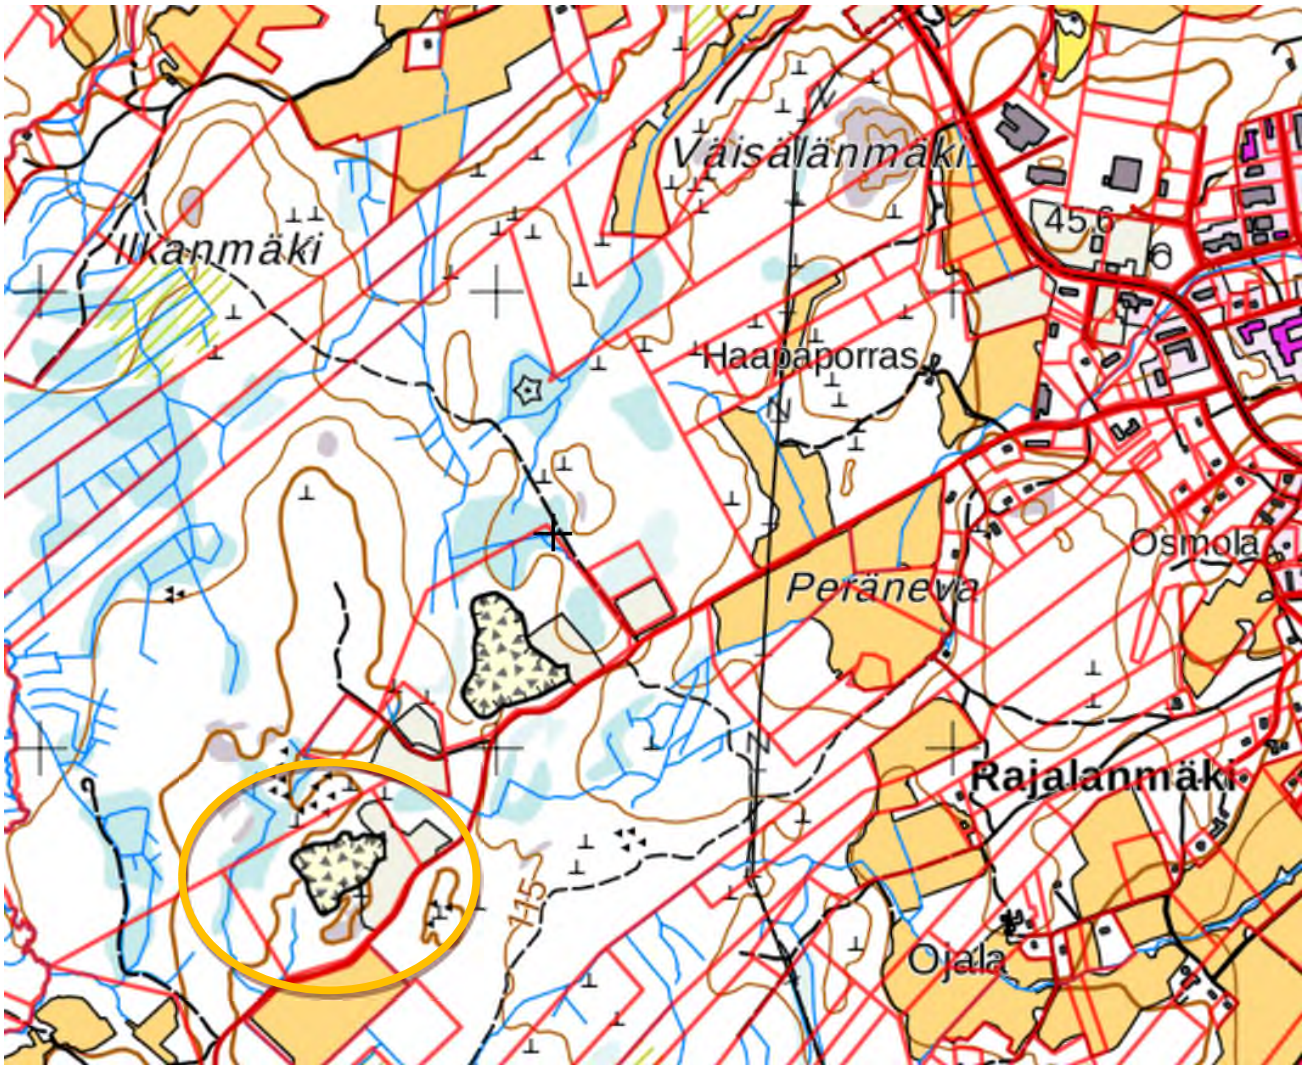 Väisälänmäki
45.6
6
Ilkanmäki
Haapaporras
N
N
Osmola
Peräneva
N
Rajalanmäki
115
Ojala